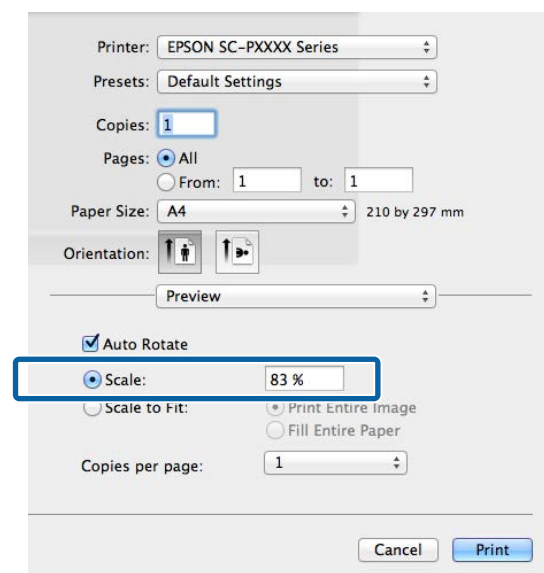 Printer: EPSON SC-PXXXX Series
Presets: Default Settings
Copies: 1
Pages: All
From: 1 to: 1
Paper Size: A4 210 by 297 mm
Orientation:
Preview
Auto Rotate
Scale: 83 %
Scale to Fit: Print Entire Image
Fill Entire Paper
Copies per page: 1
Cancel Print